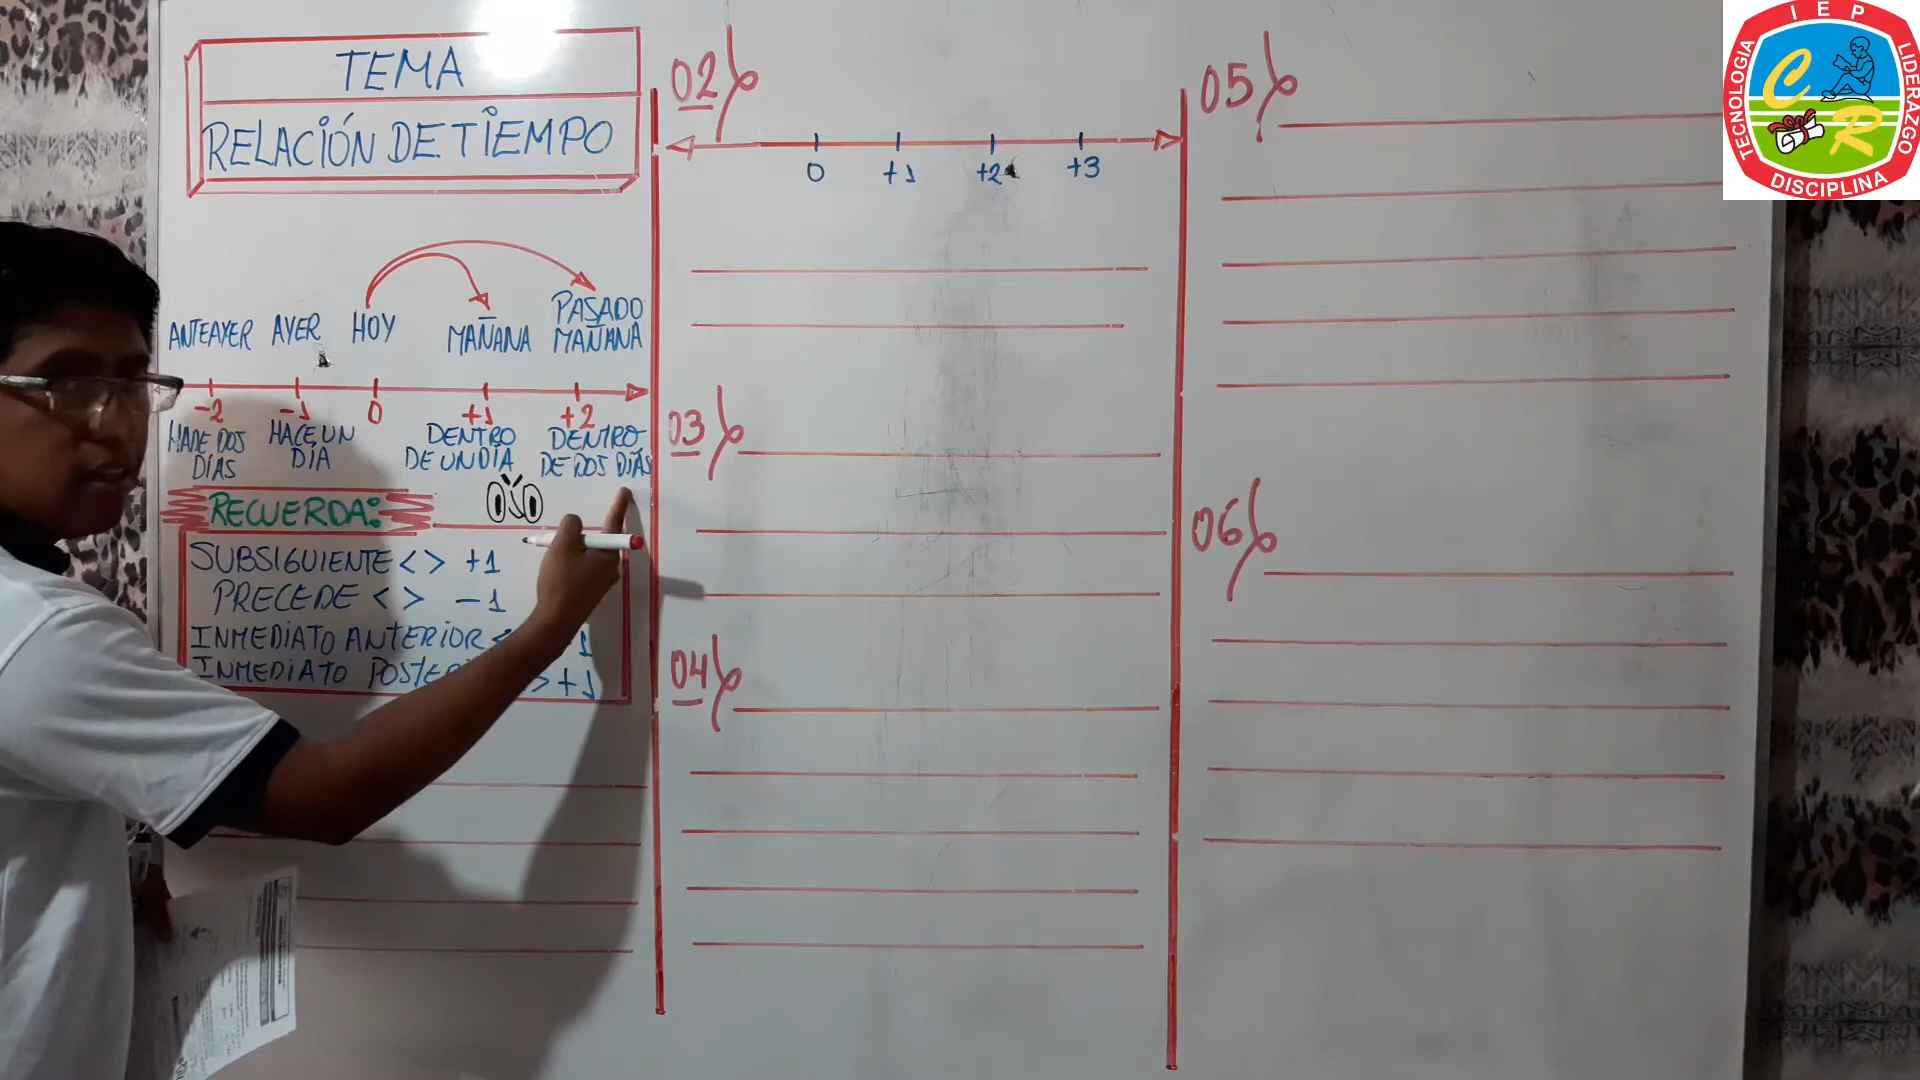 TEMA
RELACIÓN DE TIEMPO
ANTEAYER AYER HOY MAÑANA PASADO MAÑANA
-2 -1 0 +1 +2
HADE DOS DÍAS
HACE UN DÍA
DENTRO DE UN DÍA
DENTRO DE DOS DÍAS
RECUERDA:
SUBSIGUIENTE < > +1
PRECEDE < > -1
INMEDIATO ANTERIOR < 1
INMEDIATO > +1
02
0 +1 +2 +3
03
04
05
06
IEP
TECNOLOGIA
LIDERAZGO
DISCIPLINA
C R